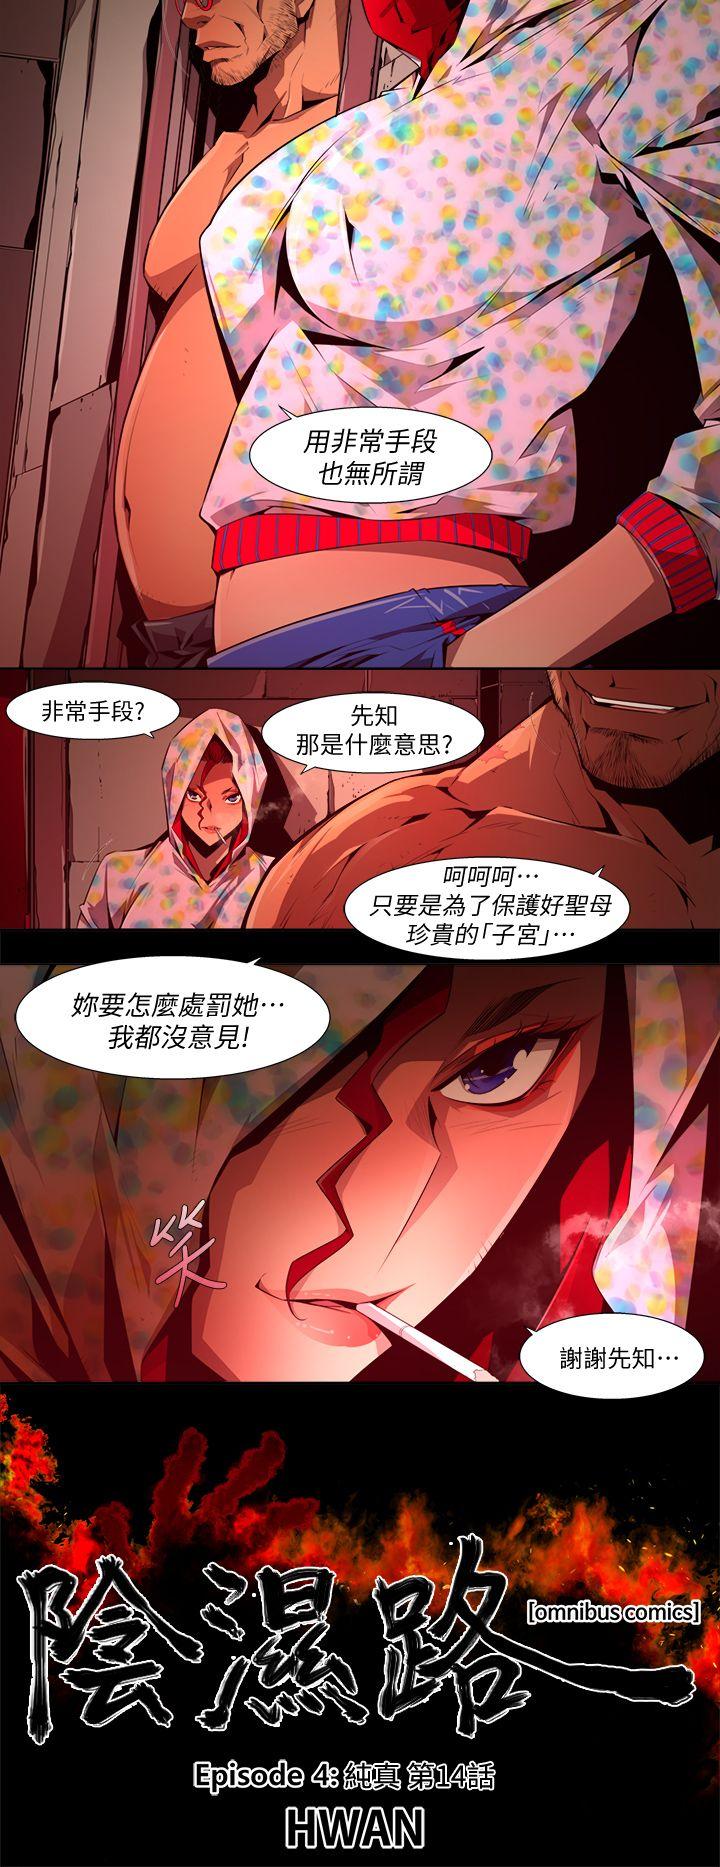 用非常手段
也無所謂
非常手段?
先知
那是什麼意思?
呵呵呵⋯
只要是為了保護好聖母
珍貴的「子宮」⋯
妳要怎麼處罰她⋯
我都沒意見!
笑
謝謝先知⋯
陰濕路
[omnibus comics]
Episode 4: 純真 第14話
HWAN